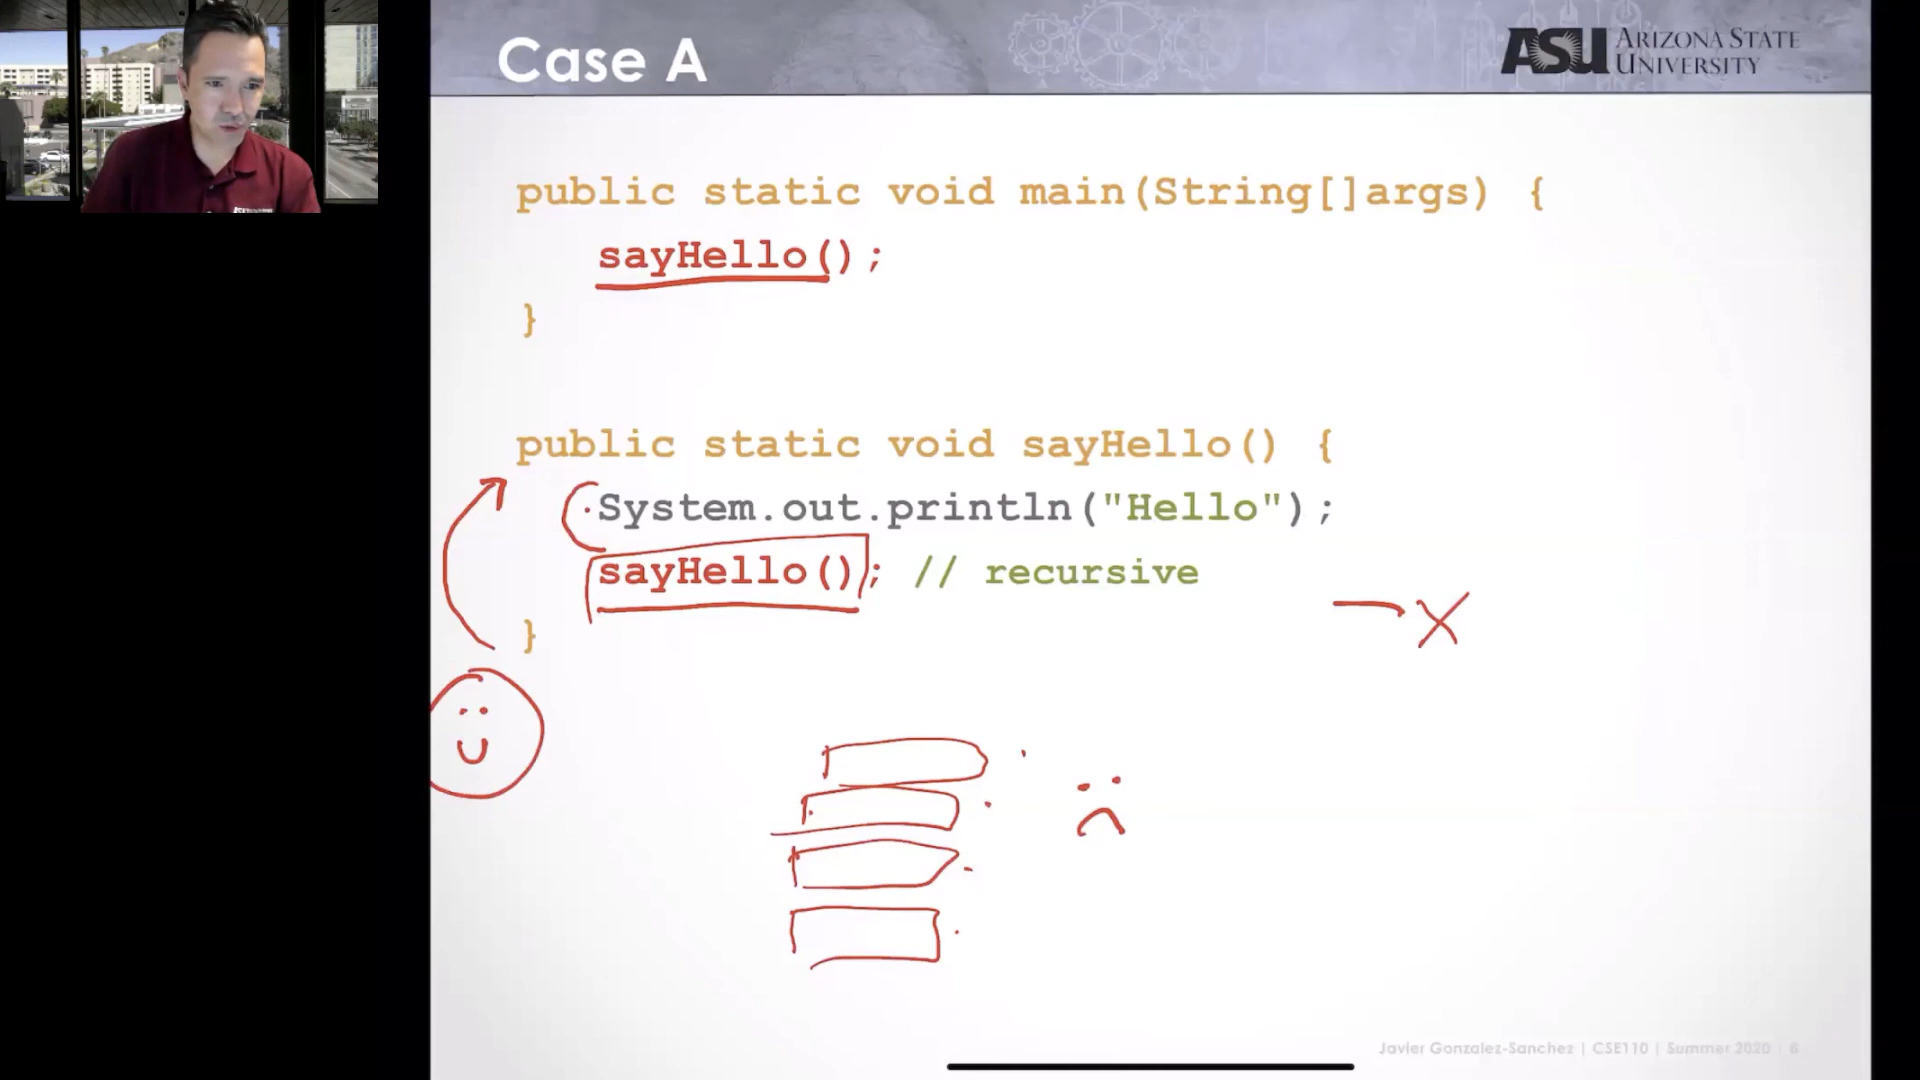 Case A
ASU ARIZONA STATE
UNIVERSITY
public static void main(String[]args) {
sayHello();
}
public static void sayHello() {
System.out.println("Hello");
sayHello(); // recursive
}
X
Javier Gonzalez-Sanchez | CSE110 | Summer 2020 | 6